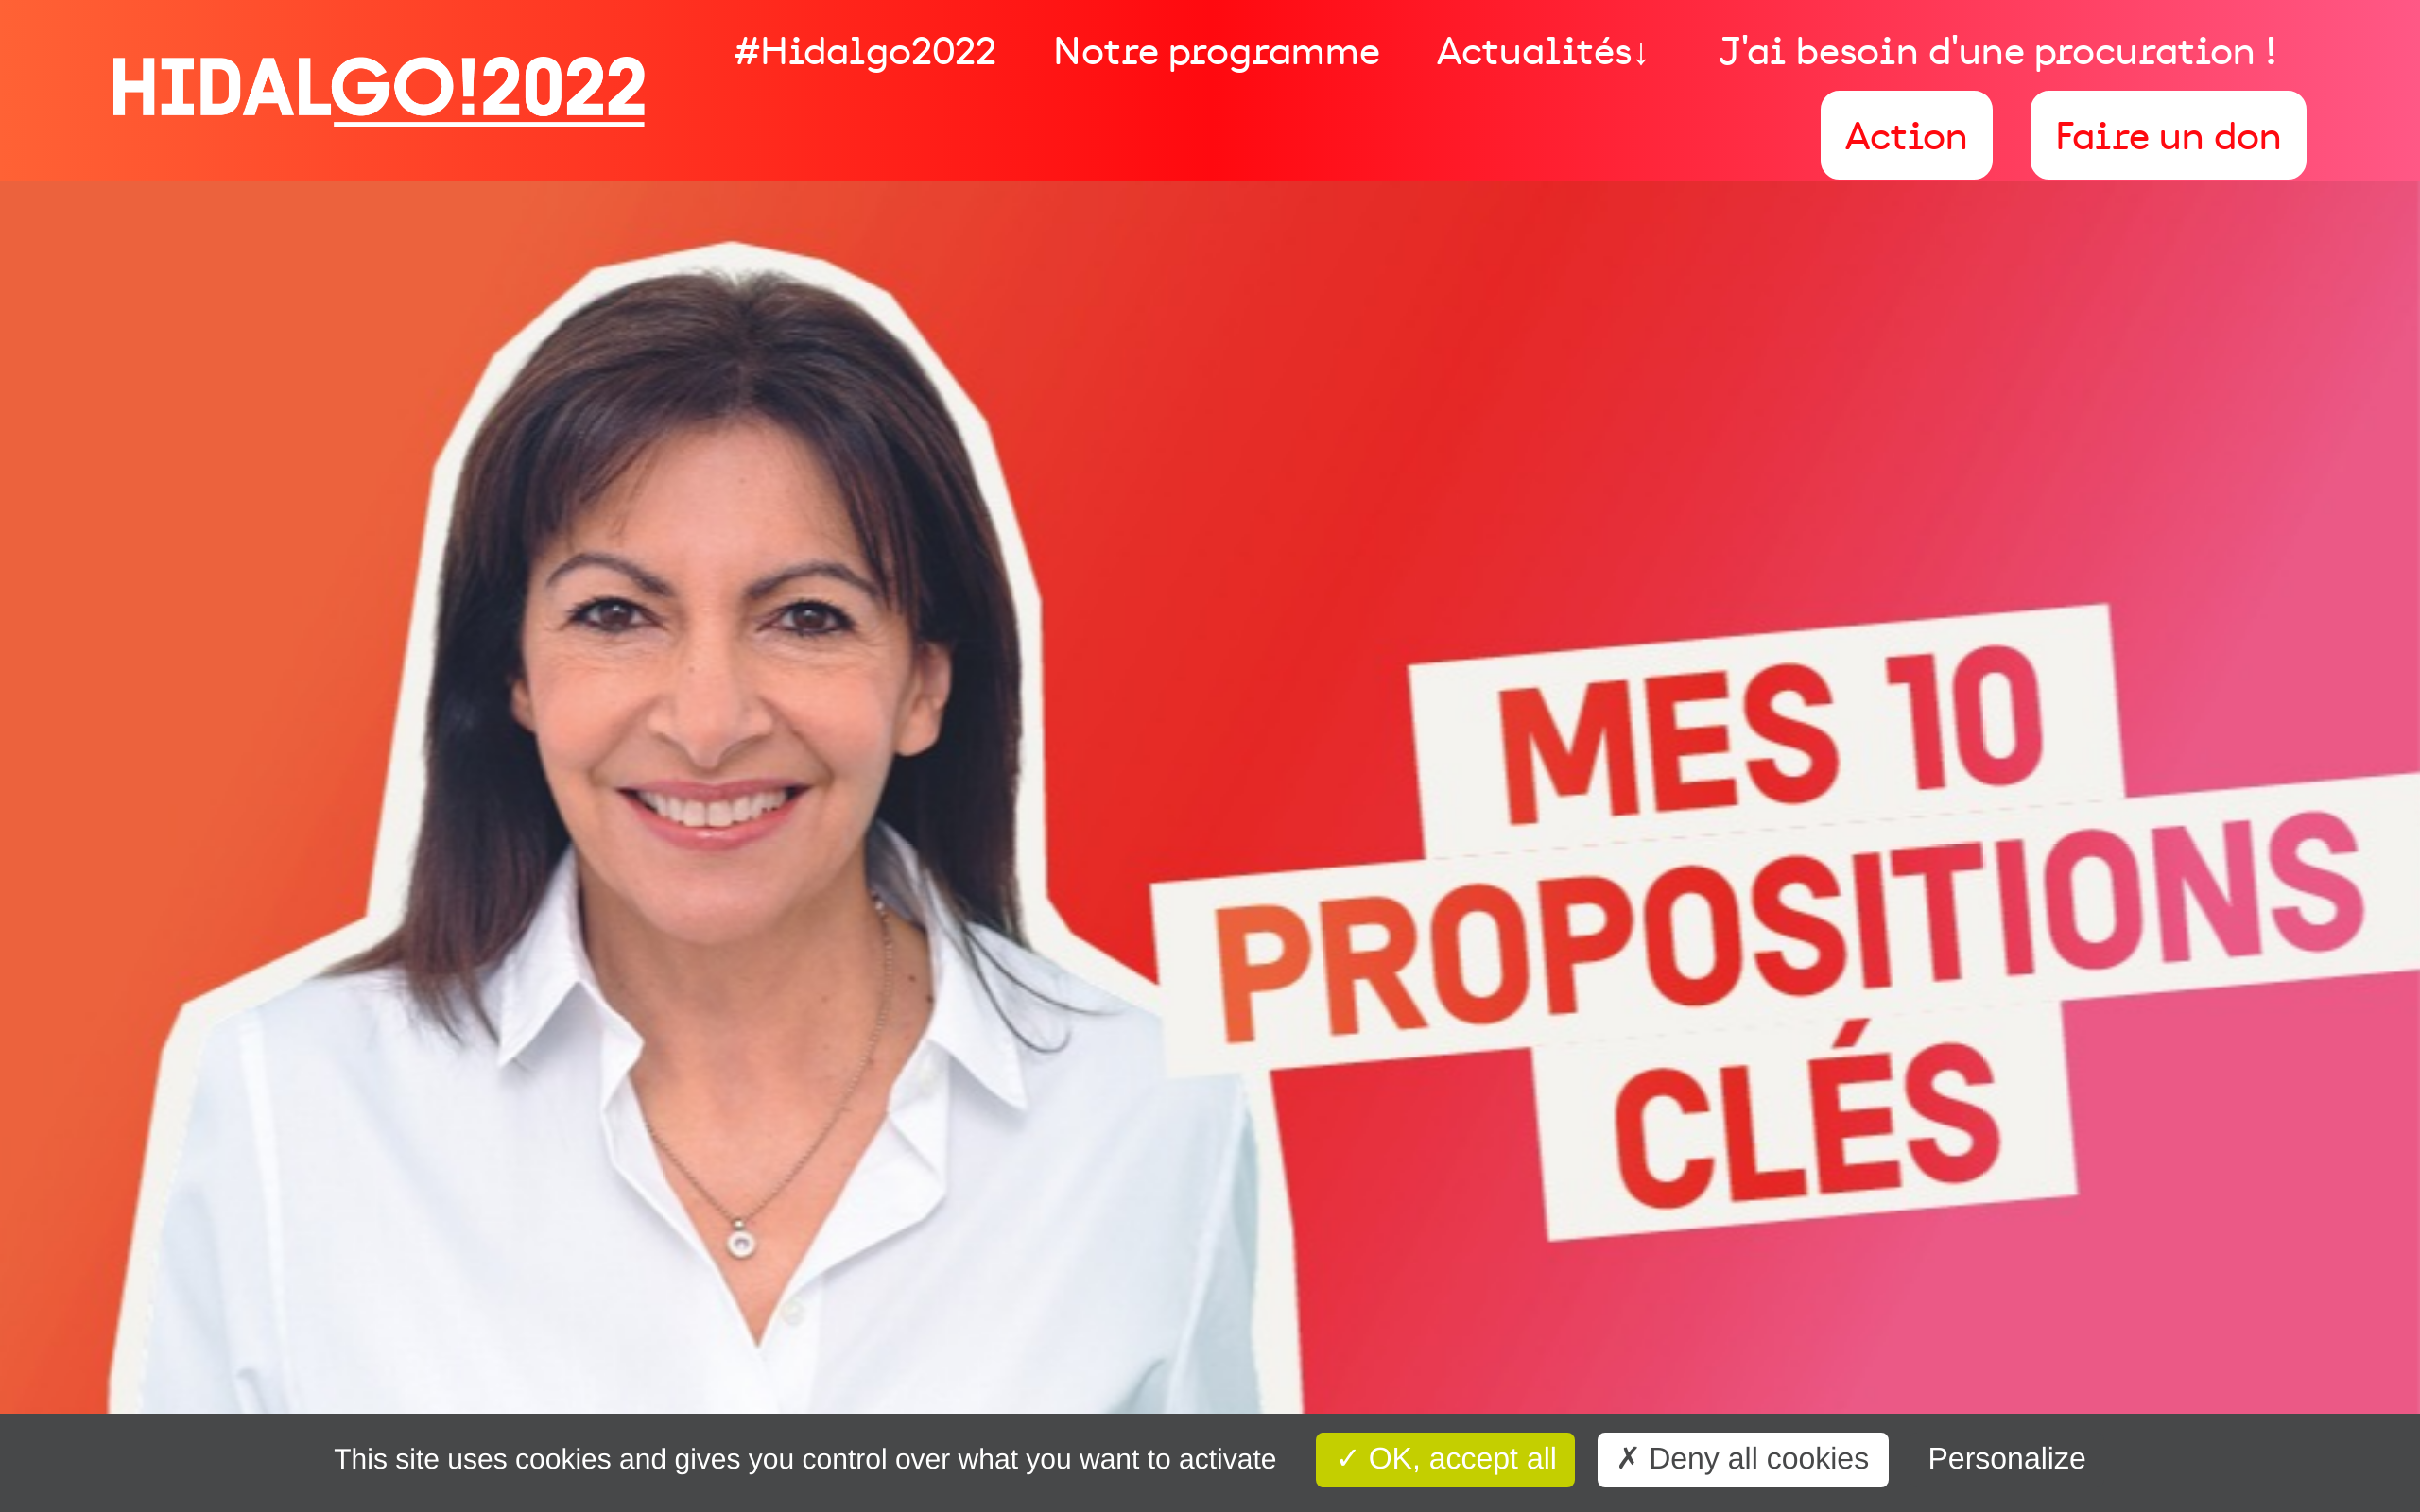 HIDALGO!2022
#Hidalgo2022 Notre programme Actualités↓ J'ai besoin d'une procuration !
Action Faire un don
MES 10
PROPOSITIONS
CLÉS
This site uses cookies and gives you control over what you want to activate ✓ OK, accept all ✗ Deny all cookies Personalize